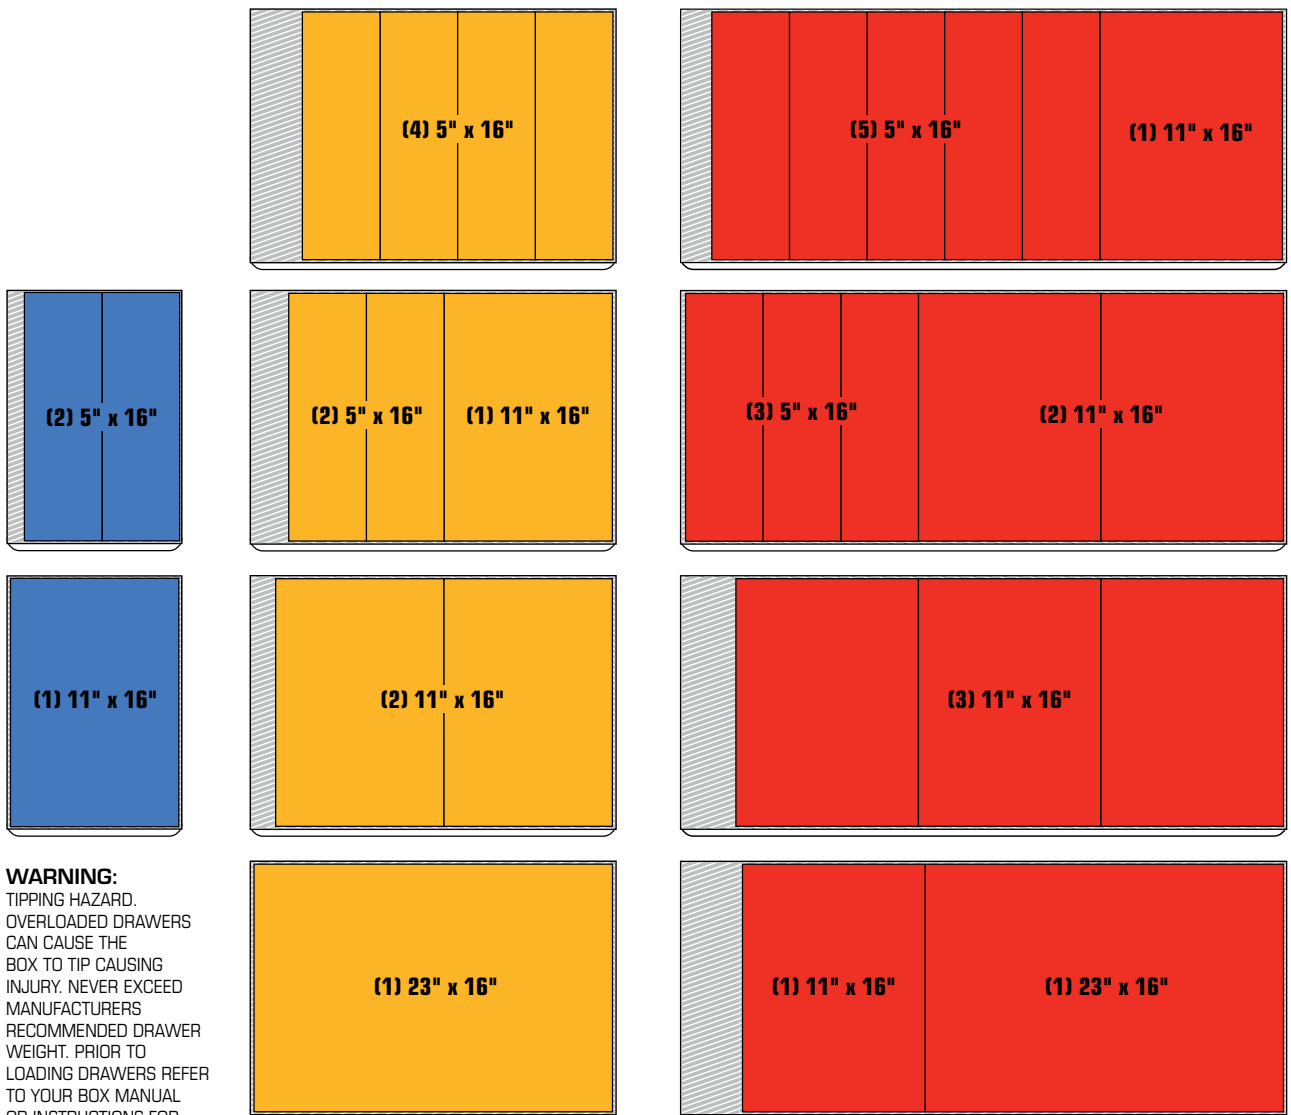 (4) 5" x 16"
(5) 5" x 16"
(1) 11" x 16"
(2) 5" x 16"
(2) 5" x 16"
(1) 11" x 16"
(3) 5" x 16"
(2) 11" x 16"
(1) 11" x 16"
(2) 11" x 16"
(3) 11" x 16"
WARNING:
TIPPING HAZARD.
OVERLOADED DRAWERS
CAN CAUSE THE
BOX TO TIP CAUSING
INJURY. NEVER EXCEED
MANUFACTURERS
RECOMMENDED DRAWER
WEIGHT. PRIOR TO
LOADING DRAWERS REFER
TO YOUR BOX MANUAL
OR INSTRUCTIONS FOR
(1) 23" x 16"
(1) 11" x 16"
(1) 23" x 16"